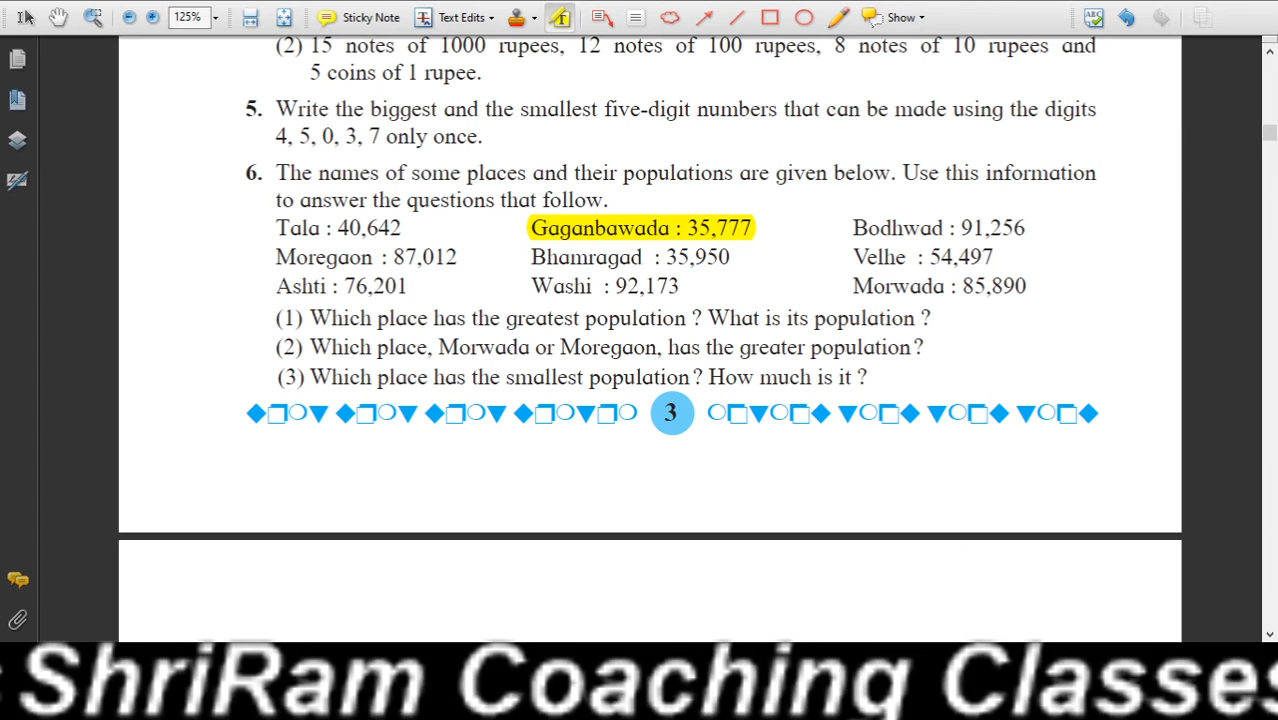 125% Sticky Note Text Edits Show
(2) 15 notes of 1000 rupees, 12 notes of 100 rupees, 8 notes of 10 rupees and
5 coins of 1 rupee.
5. Write the biggest and the smallest five-digit numbers that can be made using the digits
4, 5, 0, 3, 7 only once.
6. The names of some places and their populations are given below. Use this information
to answer the questions that follow.
Tala : 40,642 Gaganbawada : 35,777 Bodhwad : 91,256
Moregaon : 87,012 Bhamragad : 35,950 Velhe : 54,497
Ashti : 76,201 Washi : 92,173 Morwada : 85,890
(1) Which place has the greatest population ? What is its population ?
(2) Which place, Morwada or Moregaon, has the greater population?
(3) Which place has the smallest population? How much is it ?
3
s ShriRam Coaching Classes